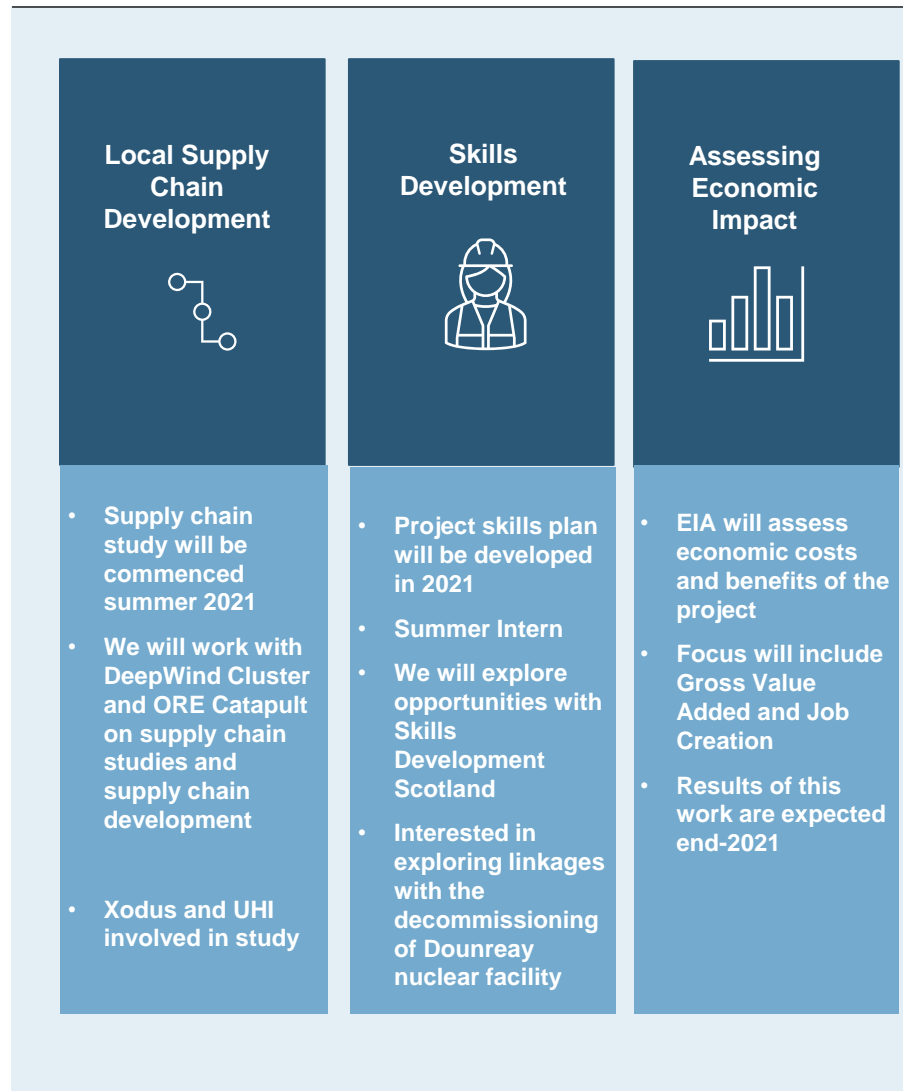 Local Supply
Chain
Development
• Supply chain
study will be
commenced
summer 2021
• We will work with
DeepWind Cluster
and ORE Catapult
on supply chain
studies and
supply chain
development
• Xodus and UHI
involved in study
Skills
Development
• Project skills plan
will be developed
in 2021
• Summer Intern
• We will explore
opportunities with
Skills
Development
Scotland
• Interested in
exploring linkages
with the
decommissioning
of Dounreay
nuclear facility
Assessing
Economic
Impact
• EIA will assess
economic costs
and benefits of the
project
• Focus will include
Gross Value
Added and Job
Creation
• Results of this
work are expected
end-2021